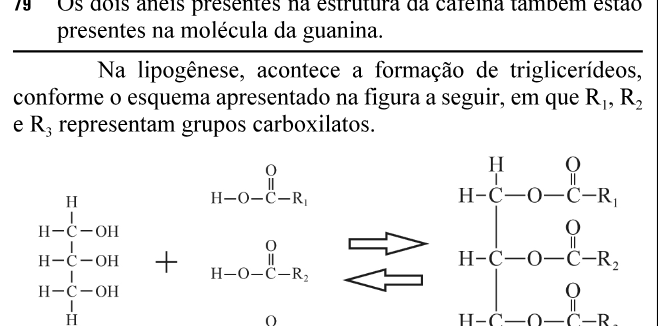 79 Os dois anéis presentes na estrutura da cafeína também estão
presentes na molécula da guanina.
Na lipogênese, acontece a formação de triglicerídeos,
conforme o esquema apresentado na figura a seguir, em que R₁, R₂
e R₃ representam grupos carboxilatos.
H
H–C–OH
H–C–OH
H–C–OH
H
+
O
H–O–C–R₁
O
H–O–C–R₂
O
H
O
H–C–O–C–R₁
O
H–C–O–C–R₂
O
H–C–O–C–R₃